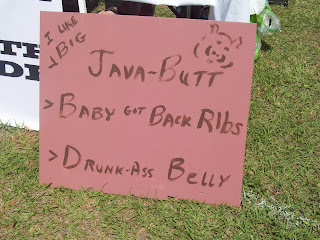 I LIKE
BIG
> JAVA-BUTT
> BABY GOT BACK RIbs
> DRUNK-Ass BELLY